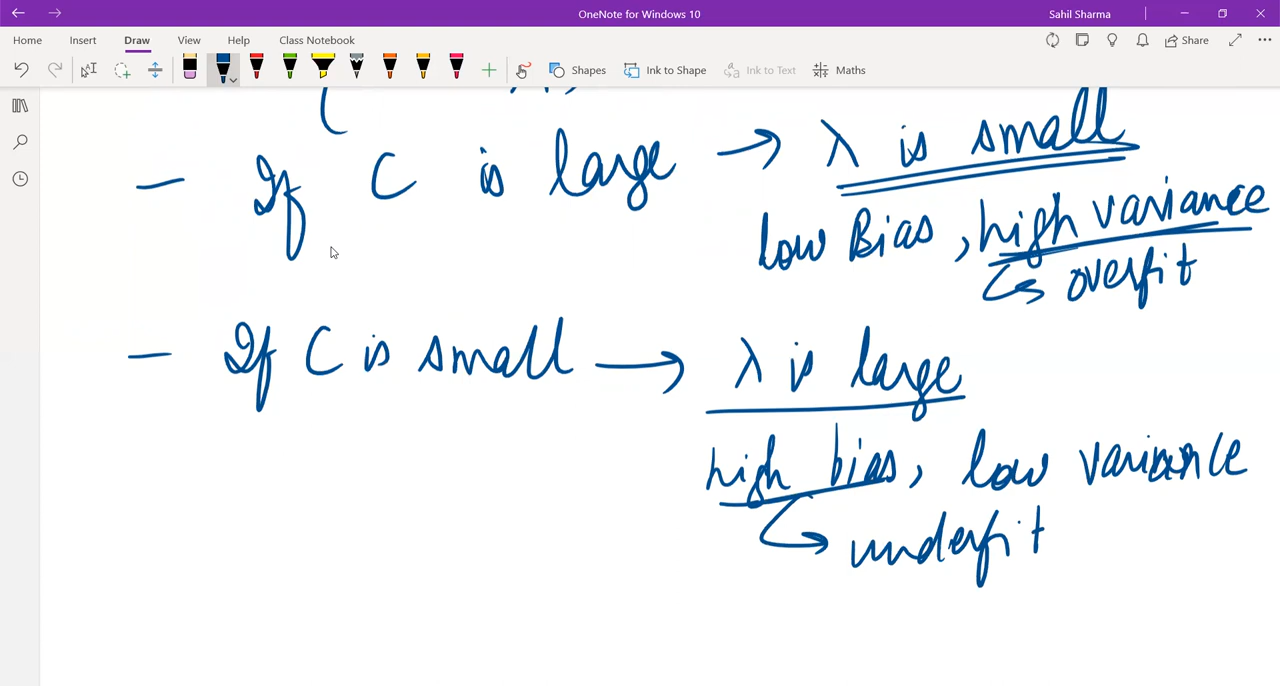 OneNote for Windows 10
Sahil Sharma
Home Insert Draw View Help Class Notebook
Share
Shapes Ink to Shape Ink to Text Maths
- If C is large → λ is small
low Bias, high variance
↳ overfit
- If C is small → λ is large
high bias, low variance
↳ underfit